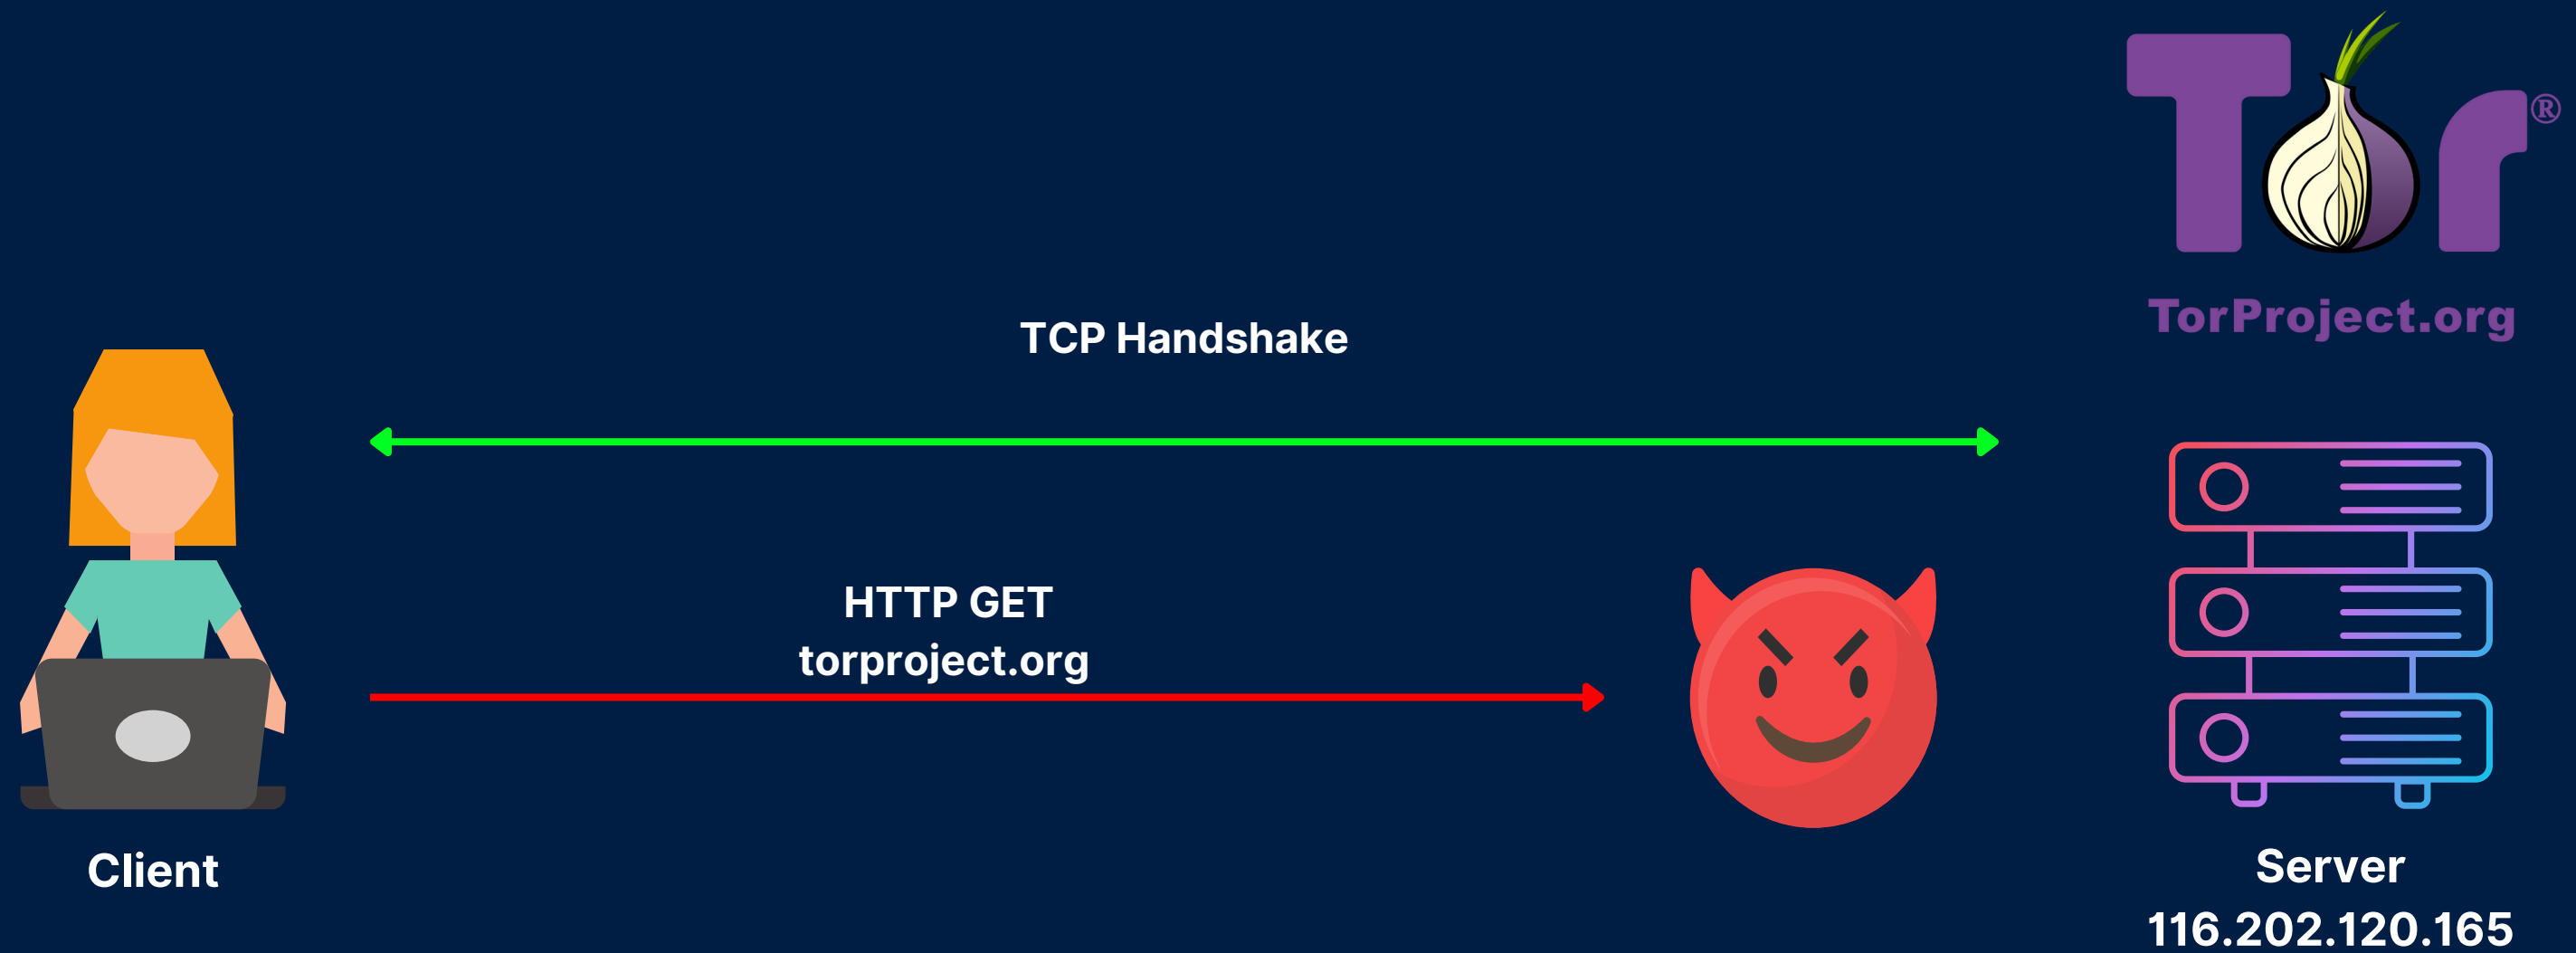 Tor®
TorProject.org
TCP Handshake
HTTP GET
torproject.org
Client
Server
116.202.120.165